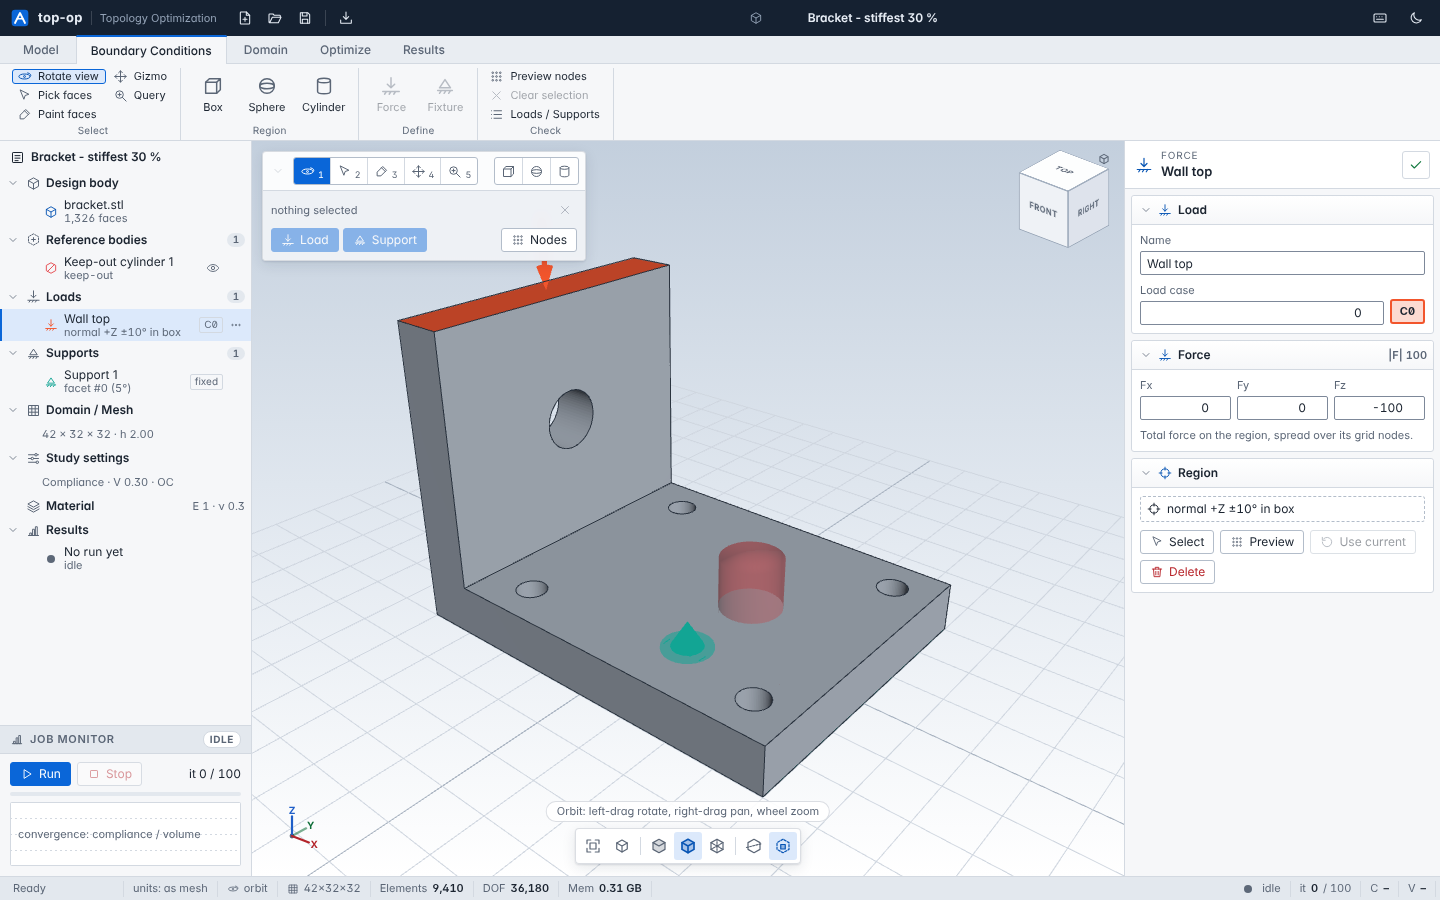 top-op Topology Optimization
Bracket - stiffest 30 %
Model Boundary Conditions Domain Optimize Results
Rotate view Gizmo
Pick faces Query
Paint faces
Select
Box Sphere Cylinder
Region
Force Fixture
Define
Preview nodes
Clear selection
Loads / Supports
Check
Bracket - stiffest 30 %
Design body
bracket.stl
1,326 faces
Reference bodies 1
Keep-out cylinder 1
keep-out
Loads 1
Wall top
normal +Z ±10° in box
C0
Supports 1
Support 1
facet #0 (5°)
fixed
Domain / Mesh
42 × 32 × 32 · h 2.00
Study settings
Compliance · V 0.30 · OC
Material E 1 · ν 0.3
Results
No run yet
idle
JOB MONITOR IDLE
Run Stop it 0 / 100
convergence: compliance / volume
1 2 3 4 5
nothing selected
Load Support Nodes
TOP
FRONT RIGHT
Z
Y
X
Orbit: left-drag rotate, right-drag pan, wheel zoom
FORCE
Wall top
Load
Name
Wall top
Load case
0 C0
Force |F| 100
Fx Fy Fz
0 0 -100
Total force on the region, spread over its grid nodes.
Region
normal +Z ±10° in box
Select Preview Use current
Delete
Ready units: as mesh orbit 42×32×32 Elements 9,410 DOF 36,180 Mem 0.31 GB idle it 0 / 100 C – V –